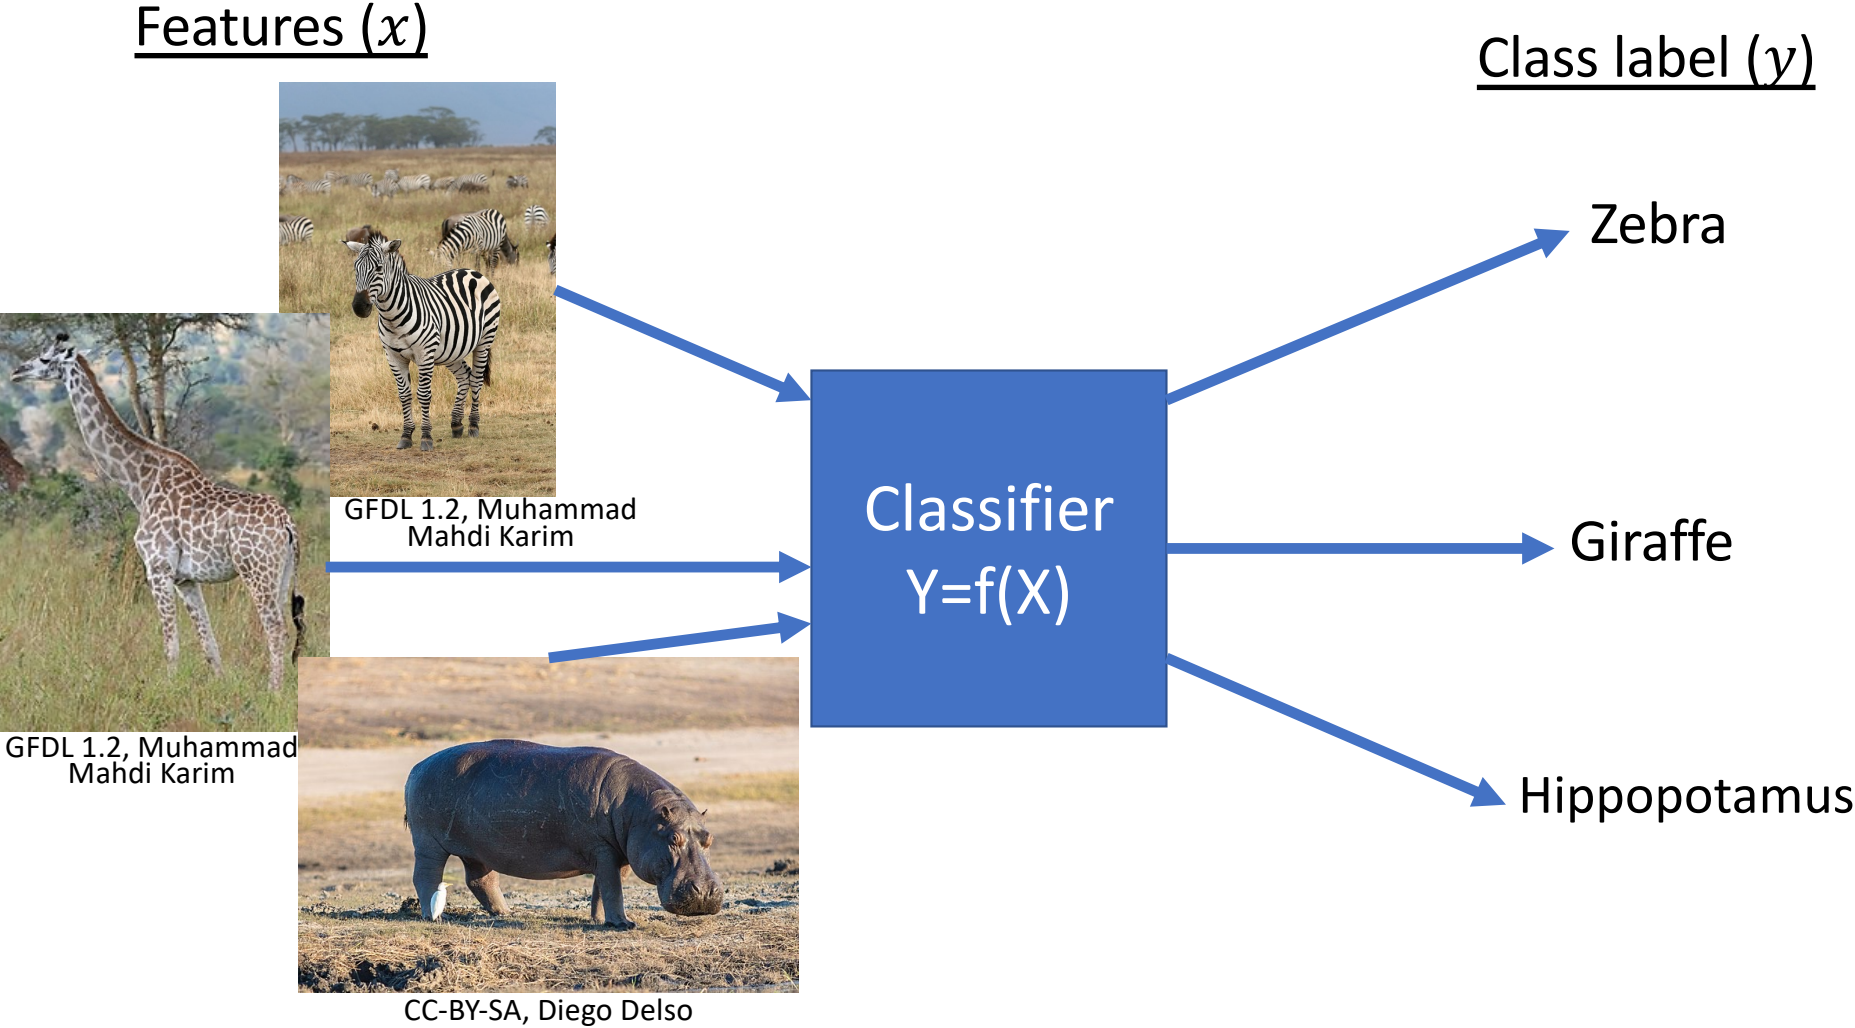 Features (x)
Class label (y)
Zebra
GFDL 1.2, Muhammad
Mahdi Karim
Classifier
Y=f(X)
Giraffe
GFDL 1.2, Muhammad
Mahdi Karim
Hippopotamus
CC-BY-SA, Diego Delso